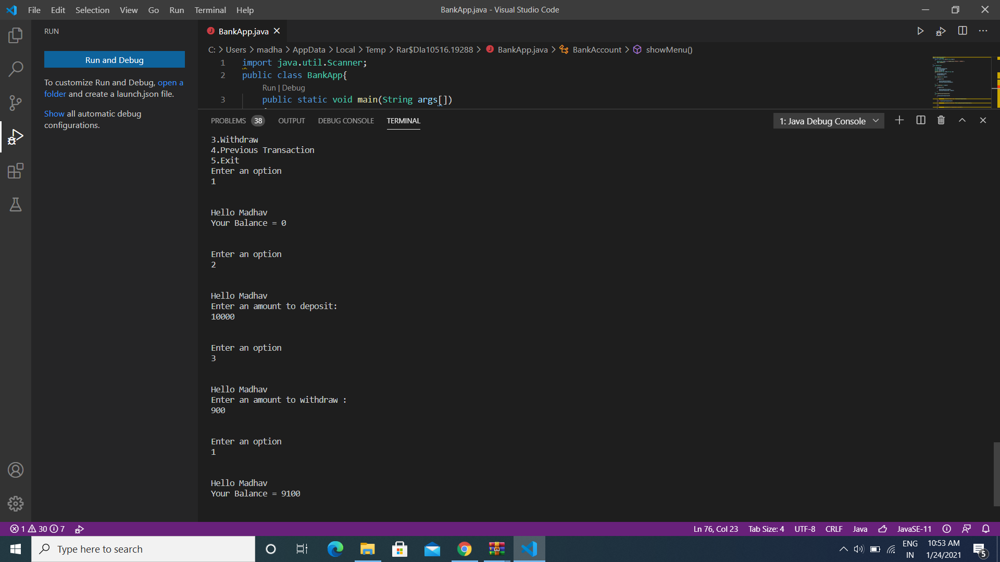 File Edit Selection View Go Run Terminal Help
BankApp.java - Visual Studio Code
RUN
Run and Debug
To customize Run and Debug, open a
folder and create a launch.json file.
Show all automatic debug
configurations.
BankApp.java
C: > Users > madha > AppData > Local > Temp > Rar$DIa10516.19288 > BankApp.java > BankAccount > showMenu()
1 import java.util.Scanner;
2 public class BankApp{
Run | Debug
3 public static void main(String args[])
PROBLEMS 38 OUTPUT DEBUG CONSOLE TERMINAL
1: Java Debug Console
3.Withdraw
4.Previous Transaction
5.Exit
Enter an option
1
Hello Madhav
Your Balance = 0
Enter an option
2
Hello Madhav
Enter an amount to deposit:
10000
Enter an option
3
Hello Madhav
Enter an amount to withdraw :
900
Enter an option
1
Hello Madhav
Your Balance = 9100
1 30 7
Ln 76, Col 23 Tab Size: 4 UTF-8 CRLF Java JavaSE-11
Type here to search
ENG
IN
10:53 AM
1/24/2021
5